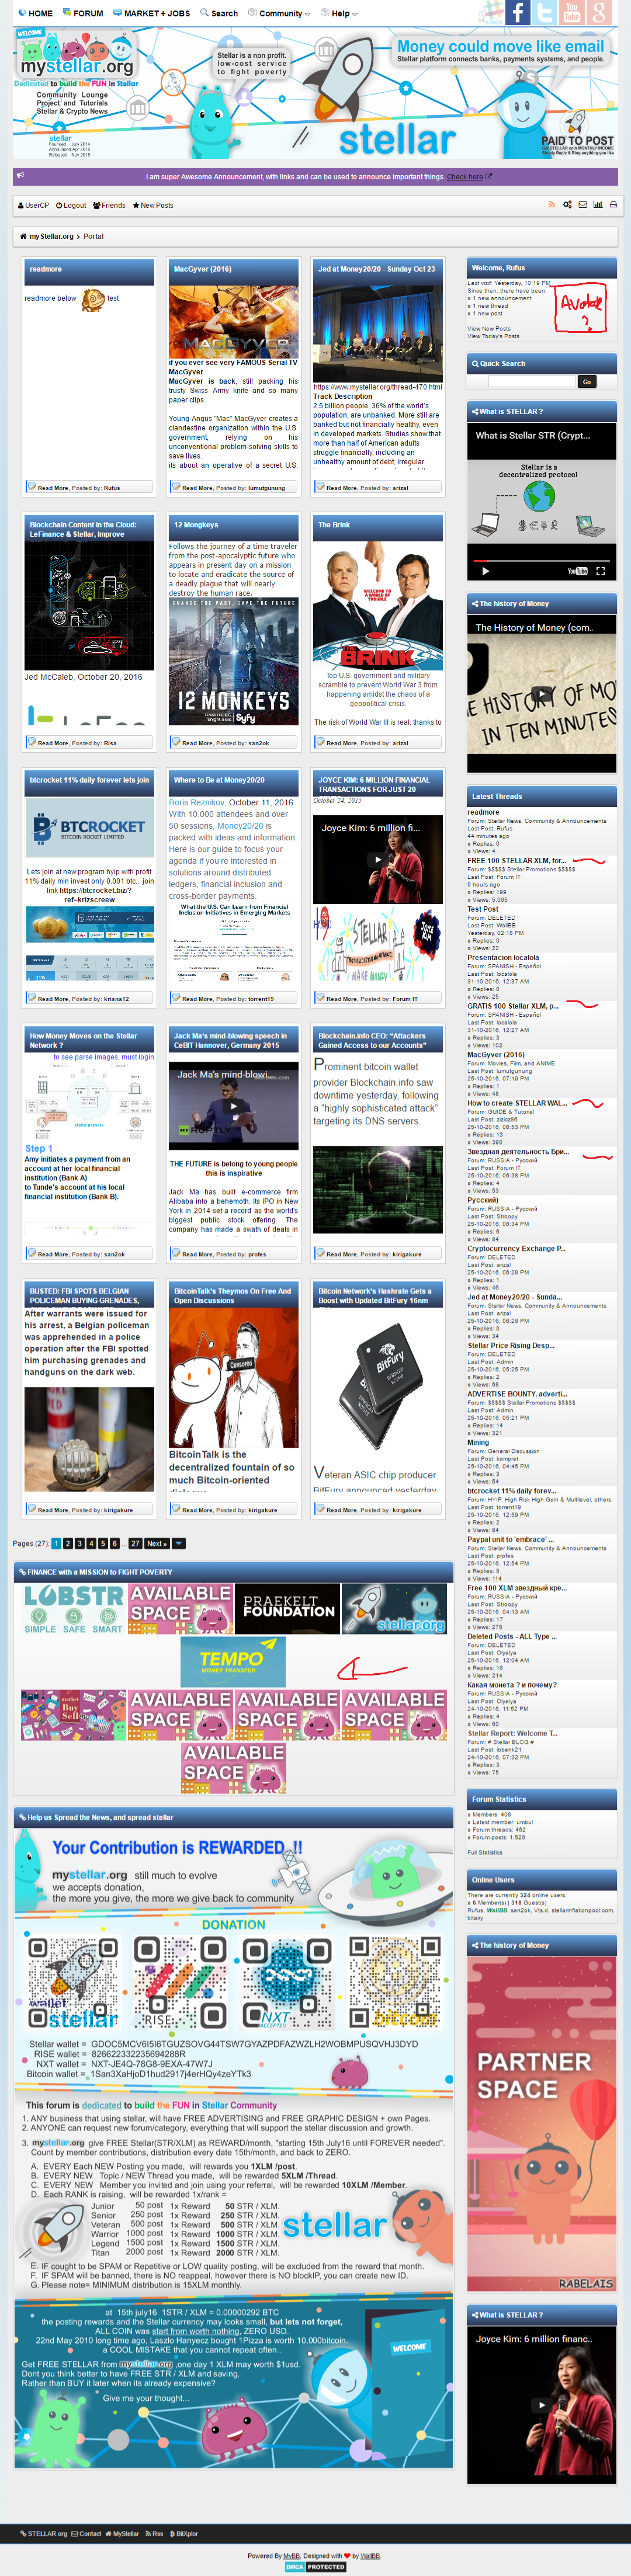 HOME FORUM MARKET + JOBS Search Community Help
WELCOME
mystellar.org
Dedicated to build the FUN in Stellar
Community Lounge
Project and Tutorials
Stellar & Crypto News
stellar
Founded July 2014
Announced April 2015
Released Nov 2015
Stellar is a non profit.
low-cost service
to fight poverty
Money could move like email
Stellar platform connects banks, payments systems, and people.
stellar
PAID TO POST
I am super Awesome Announcement, with links and can be used to announce important things. Check here
UserCP Logout Friends New Posts
myStellar.org > Portal
readmore
readmore below test
Read More, Posted by: Rufus
MacGyver (2016)
MACGYVER
if you ever see very FAMOUS Serial TV
MacGyver
MacGyver is back, still packing his
trusty Swiss Army knife and so many
paper clips.
Young Angus "Mac" MacGyver creates a
clandestine organization within the U.S.
government, relying on his
unconventional problem-solving skills to
save lives.
its about an operative of a secret U.S.
Read More, Posted by: lumutgunung
Jed at Money20/20 - Sunday Oct 23
https://www.mystellar.org/thread-470.html
Track Description
2.5 billion people, 36% of the world's
population, are unbanked. More still are
banked but not financially healthy, even
in developed markets. Studies show that
more than half of American adults
struggle financially, including an
unhealthy amount of debt, irregular
Read More, Posted by: arizal
Blockchain Content in the Cloud:
LeFinance & Stellar, Improve
Jed McCaleb, October 20, 2016
Read More, Posted by: Risa
12 Mongkeys
Follows the journey of a time traveler
from the post-apocalyptic future who
appears in present day on a mission
to locate and eradicate the source of
a deadly plague that will nearly
destroy the human race.
CHANGE THE PAST, SAVE THE FUTURE
12 MONKEYS
Syfy
Read More, Posted by: san2ok
The Brink
WELCOME TO A WORLD OF TROUBLE.
THE BRINK
Top U.S. government and military
scramble to prevent World War 3 from
happening amidst the chaos of a
geopolitical crisis.
The risk of World War III is real, thanks to
Read More, Posted by: arizal
btcrocket 11% daily forever lets join
BTCROCKET
BITCOIN ROCKET LIMITED
Lets join at new program hyip with profit
11% daily min invest only 0.001 btc... join
link https://btcrocket.biz/?
ref=krizscreew
Read More, Posted by: krisna12
Where to Be at Money20/20
Boris Reznikov, October 11, 2016
With 10,000 attendees and over
50 sessions, Money20/20 is
packed with ideas and information.
Here is our guide to focus your
agenda if you're interested in
solutions around distributed
ledgers, financial inclusion and
cross-border payments.
What the U.S. Can Learn from Financial
Inclusion Initiatives in Emerging Markets
Read More, Posted by: torrent19
JOYCE KIM: 6 MILLION FINANCIAL
TRANSACTIONS FOR JUST 20
October 24, 2015
Joyce Kim: 6 million fi...
Read More, Posted by: Forum IT
How Money Moves on the Stellar
Network ?
to see parse images, must login
Step 1
Amy initiates a payment from an
account at her local financial
institution (Bank A)
to Tunde's account at his local
financial institution (Bank B).
Read More, Posted by: san2ok
Jack Ma's mind-blowing speech in
CeBIT Hannover, Germany 2015
Jack Ma's mind-blowi...
THE FUTURE is belong to young people
this is inspirative
Jack Ma has built e-commerce firm
Alibaba into a behemoth. Its IPO in New
York in 2014 set a record as the world's
biggest public stock offering. The
company has made a swath of deals in
Read More, Posted by: profes
Blockchain.info CEO: "Attackers
Gained Access to our Accounts"
Prominent bitcoin wallet
provider Blockchain.info saw
downtime yesterday, following
a "highly sophisticated attack"
targeting its DNS servers.
Read More, Posted by: kirigakure
BUSTED: FBI SPOTS BELGIAN
POLICEMAN BUYING GRENADES,
After warrants were issued for
his arrest, a Belgian policeman
was apprehended in a police
operation after the FBI spotted
him purchasing grenades and
handguns on the dark web.
Read More, Posted by: kirigakure
BitcoinTalk's Theymos On Free And
Open Discussions
Censored
BitcoinTalk is the
decentralized fountain of so
much Bitcoin-oriented
Read More, Posted by: kirigakure
Bitcoin Network's Hashrate Gets a
Boost with Updated BitFury 16nm
BitFury
Veteran ASIC chip producer
BitFury announced yesterday
Read More, Posted by: kirigakure
Pages (27): 1 2 3 4 5 6 ... 27 Next »
FINANCE with a MISSION to FIGHT POVERTY
LOBSTR
SIMPLE SAFE SMART
AVAILABLE SPACE
PRAEKELT FOUNDATION
stellar.org
TEMPO
MONEY TRANSFER
market Buy Sell
AVAILABLE SPACE
AVAILABLE SPACE
AVAILABLE SPACE
AVAILABLE SPACE
Help us Spread the News, and spread stellar
Your Contribution is REWARDED !!
mystellar.org still much to evolve
we accepts donation,
the more you give, the more we give back to community
DONATION
wallet stellar
RISE
NXT ACCEPTED
bitcoin
Stellar wallet = GDOC5MCV6I5I6TGUZSOVG44TSW7GYAZPDFAZWZLH2WOBMPUSQVHJ3DYD
RISE wallet = 8266223322356942​88R
NXT wallet = NXT-JE4Q-78G8-9EXA-47W7J
Bitcoin wallet = 1San3XaHjoD1hud2917j4erHQy4zeYTk3
This forum is dedicated to build the FUN in Stellar Community
1. ANY business that using stellar, will have FREE ADVERTISING and FREE GRAPHIC DESIGN + own Pages.
2. ANYONE can request new forum/category, everything that will support the stellar discussion and growth.
3. mystellar.org give FREE Stellar(STR/XLM) as REWARD/month, "starting 15th July16 until FOREVER needed".
Count by member contributions, distribution every date 15th/month, and back to ZERO.
A. EVERY Each NEW Posting you made, will rewards you 1XLM /post.
B. EVERY NEW Topic / NEW Thread you made, will be rewarded 5XLM /Thread.
C. EVERY NEW Member you invited and join using your referral, will be rewarded 10XLM /Member.
D. Each RANK is raising, will be rewarded 1x/rank =
Junior 50 post 1x Reward 50 STR / XLM.
Senior 250 post 1x Reward 250 STR / XLM.
Veteran 500 post 1x Reward 500 STR / XLM.
Warrior 1000 post 1x Reward 1000 STR / XLM.
Legend 1500 post 1x Reward 1500 STR / XLM.
Titan 2000 post 1x Reward 2000 STR / XLM.
stellar
E. IF cought to be SPAM or Repetitive or LOW quality posting, will be excluded from the reward that month.
F. IF SPAM will be banned, there is NO reappeal, however there is NO blockIP, you can create new ID.
G. Please note= MINIMUM distribution is 15XLM monthly.
at 15th july16 1STR / XLM = 0.00000292 BTC
the posting rewards and the Stellar currency may looks small, but lets not forget,
ALL COIN was start from worth nothing, ZERO USD.
22nd May 2010 long time ago, Laszlo Hanyecz bought 1Pizza is worth 10,000bitcoin.
a COOL MISTAKE that you cannot repeat often..
Get FREE STELLAR from mystellar.org ,one day 1 XLM may worth $1usd.
Dont you think better to have FREE STR / XLM and saving,
Rather than BUY it later when its already expensive?
Give me your thought...
WELCOME
Welcome, Rufus
Last visit: Yesterday, 10:19 PM
Since then, there have been:
» 1 new announcement
» 1 new thread
» 1 new post
View New Posts
View Today's Posts
Quick Search
Go
What is STELLAR ?
What is Stellar STR (Crypt...
Stellar is a
decentralized protocol
YouTube
The history of Money
The History of Money (com..
THE HISTORY OF MO
IN TEN MINUTES
Latest Threads
readmore
Forum: Stellar News, Community & Announcements
Last Post: Rufus
44 minutes ago
» Replies: 0
» Views: 4
FREE 100 STELLAR XLM, for...
Forum: $$$$$ Stellar Promotions $$$$$
Last Post: Forum IT
9 hours ago
» Replies: 199
» Views: 5,065
Test Post
Forum: DELETED
Last Post: WallBB
Yesterday, 02:18 PM
» Replies: 0
» Views: 22
Presentacion localola
Forum: SPANISH - Español
Last Post: localola
31-10-2016, 12:37 AM
» Replies: 0
» Views: 25
GRATIS 100 Stellar XLM, p...
Forum: SPANISH - Español
Last Post: localola
31-10-2016, 12:27 AM
» Replies: 3
» Views: 102
MacGyver (2016)
Forum: Movies, Film, and ANIME
Last Post: lumutgunung
25-10-2016, 07:19 PM
» Replies: 1
» Views: 48
How to create STELLAR WAL...
Forum: GUIDE & Tutorial
Last Post: zizoz86
25-10-2016, 06:53 PM
» Replies: 13
» Views: 390
Звездная деятельность Бри...
Forum: RUSSIA - Русский
Last Post: Forum IT
25-10-2016, 06:38 PM
» Replies: 4
» Views: 53
Русский)
Forum: RUSSIA - Русский
Last Post: Stroopy
25-10-2016, 06:34 PM
» Replies: 6
» Views: 84
Cryptocurrency Exchange P...
Forum: DELETED
Last Post: arizal
25-10-2016, 06:28 PM
» Replies: 1
» Views: 46
Jed at Money20/20 - Sunda...
Forum: Stellar News, Community & Announcements
Last Post: arizal
25-10-2016, 06:26 PM
» Replies: 0
» Views: 34
Stellar Price Rising Desp...
Forum: DELETED
Last Post: Admin
25-10-2016, 05:25 PM
» Replies: 2
» Views: 68
ADVERTISE BOUNTY, adverti...
Forum: $$$$$ Stellar Promotions $$$$$
Last Post: Admin
25-10-2016, 05:21 PM
» Replies: 14
» Views: 321
Mining
Forum: General Discussion
Last Post: kampret
25-10-2016, 04:45 PM
» Replies: 3
» Views: 54
btcrocket 11% daily forev...
Forum: HYIP, High Risk High Gain & Multilevel, others
Last Post: torrent19
25-10-2016, 12:59 PM
» Replies: 2
» Views: 84
Paypal unit to 'embrace' ...
Forum: Stellar News, Community & Announcements
Last Post: profes
25-10-2016, 12:54 PM
» Replies: 5
» Views: 114
Free 100 XLM звездный кре...
Forum: RUSSIA - Русский
Last Post: Stroopy
25-10-2016, 04:13 AM
» Replies: 17
» Views: 275
Deleted Posts - ALL Type ...
Forum: DELETED
Last Post: Olyalya
25-10-2016, 12:04 AM
» Replies: 16
» Views: 214
Какая монета ? и почему?
Forum: RUSSIA - Русский
Last Post: Olyalya
24-10-2016, 11:52 PM
» Replies: 4
» Views: 60
Stellar Report: Welcome T...
Forum: # Stellar BLOG #
Last Post: ibbenk21
24-10-2016, 07:32 PM
» Replies: 3
» Views: 75
Forum Statistics
» Members: 408
» Latest member: umbul
» Forum threads: 462
» Forum posts: 1,526
Full Statistics
Online Users
There are currently 324 online users.
» 6 Member(s) | 318 Guest(s)
Rufus, WallBB, san2ok, Vts.d, stellarinflationpool.com,
bitairy
The history of Money
PARTNER
SPACE
RABELAIS
What is STELLAR ?
Joyce Kim: 6 million financ..
STELLAR.org Contact MyStellar Rss BitXplor
Powered By MyBB, Designed with ❤ by WallBB.
DMCA PROTECTED